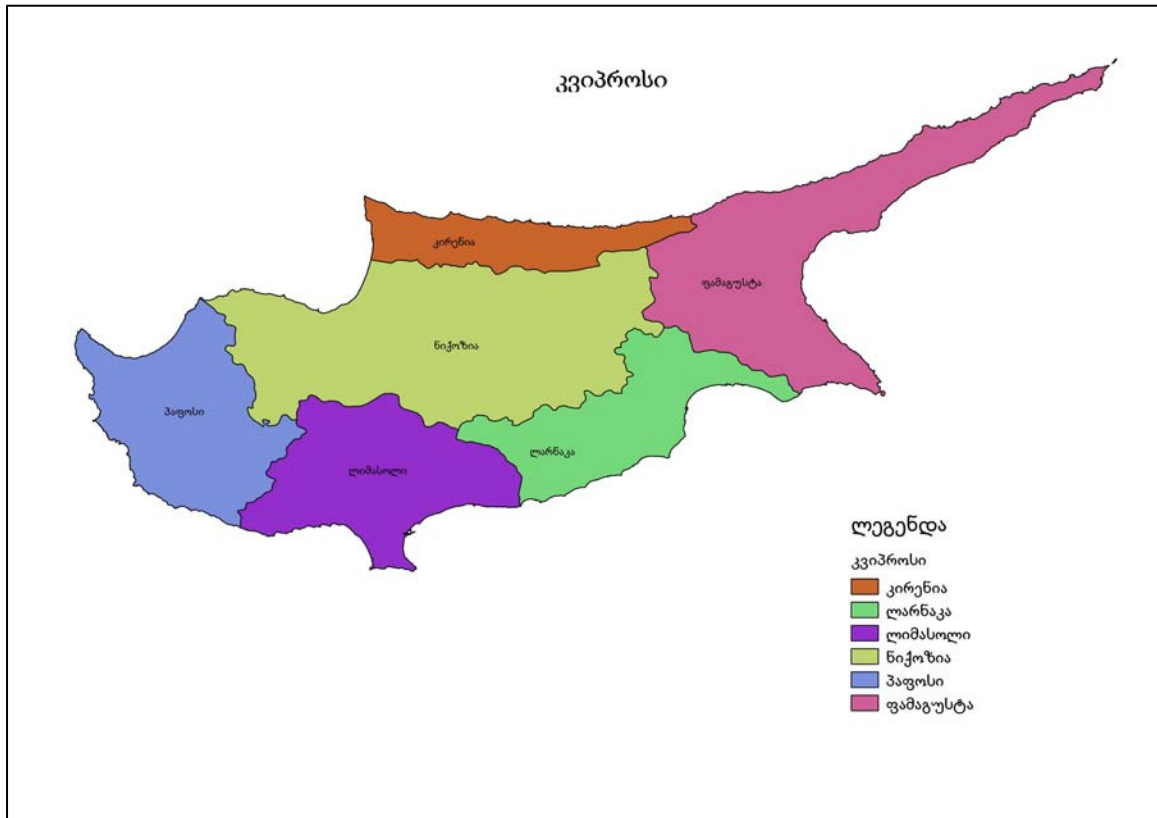 კვიპროსი
კირენია
ფამაგუსტა
ნიქოზია
პაფოსი
ლარნაკა
ლიმასოლი
ლეგენდა
კვიპროსი
კირენია
ლარნაკა
ლიმასოლი
ნიქოზია
პაფოსი
ფამაგუსტა